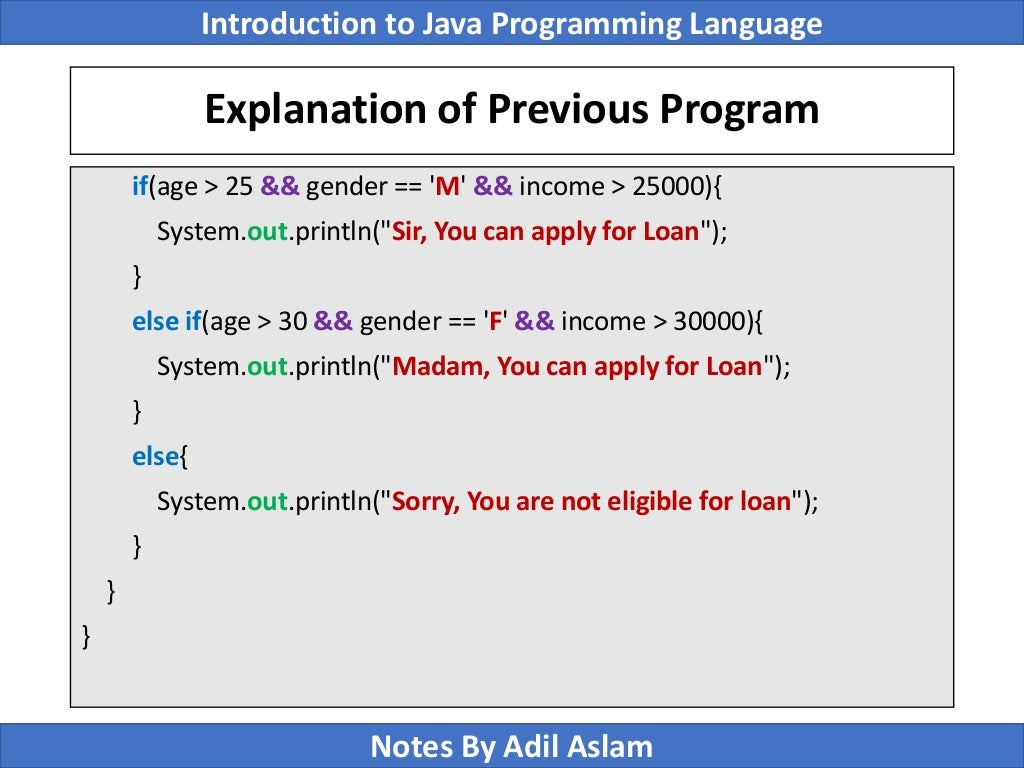 Introduction to Java Programming Language
Explanation of Previous Program
if(age > 25 && gender == 'M' && income > 25000){
System.out.println("Sir, You can apply for Loan");
}
else if(age > 30 && gender == 'F' && income > 30000){
System.out.println("Madam, You can apply for Loan");
}
else{
System.out.println("Sorry, You are not eligible for loan");
}
}
}
Notes By Adil Aslam